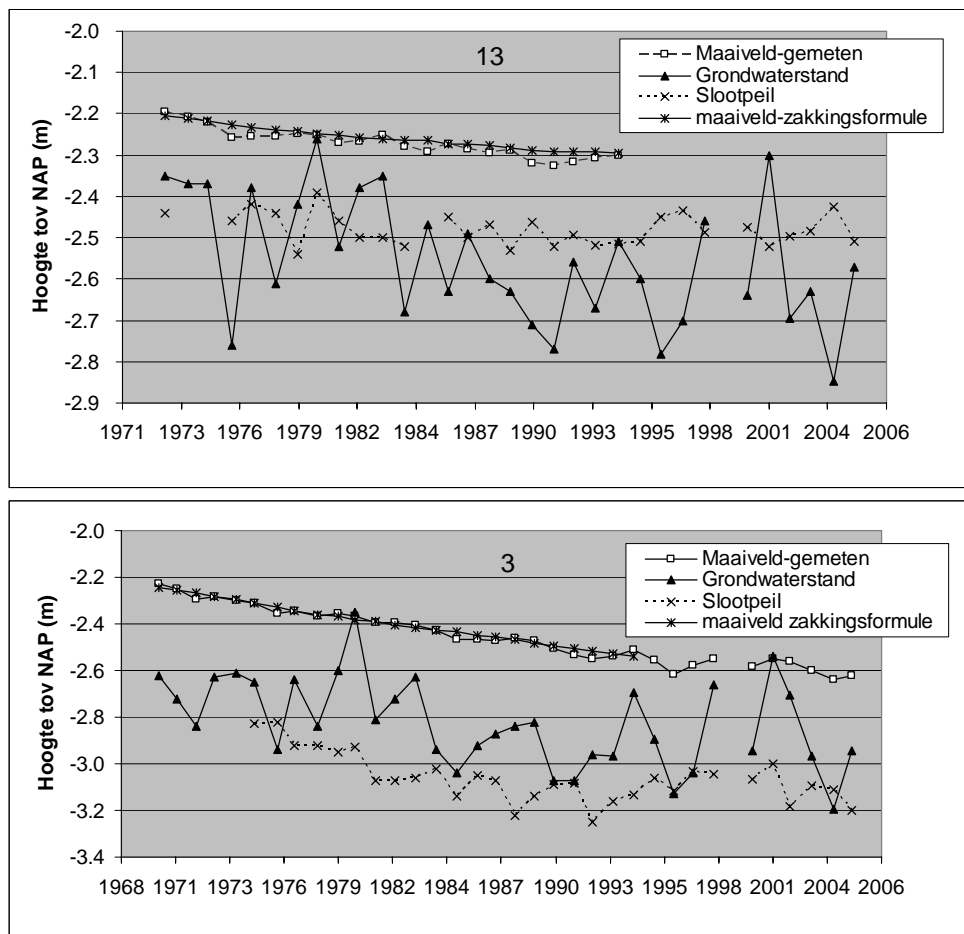 13
Maaiveld-gemeten
Grondwaterstand
Slootpeil
maaiveld-zakkingsformule
Hoogte tov NAP (m)
-2.0
-2.1
-2.2
-2.3
-2.4
-2.5
-2.6
-2.7
-2.8
-2.9
1971 1973 1976 1979 1982 1984 1987 1990 1993 1995 1998 2001 2004 2006
3
Maaiveld-gemeten
Grondwaterstand
Slootpeil
maaiveld zakkingsformule
Hoogte tov NAP (m)
-2.0
-2.2
-2.4
-2.6
-2.8
-3.0
-3.2
-3.4
1968 1971 1973 1976 1979 1982 1984 1987 1990 1993 1995 1998 2001 2004 2006